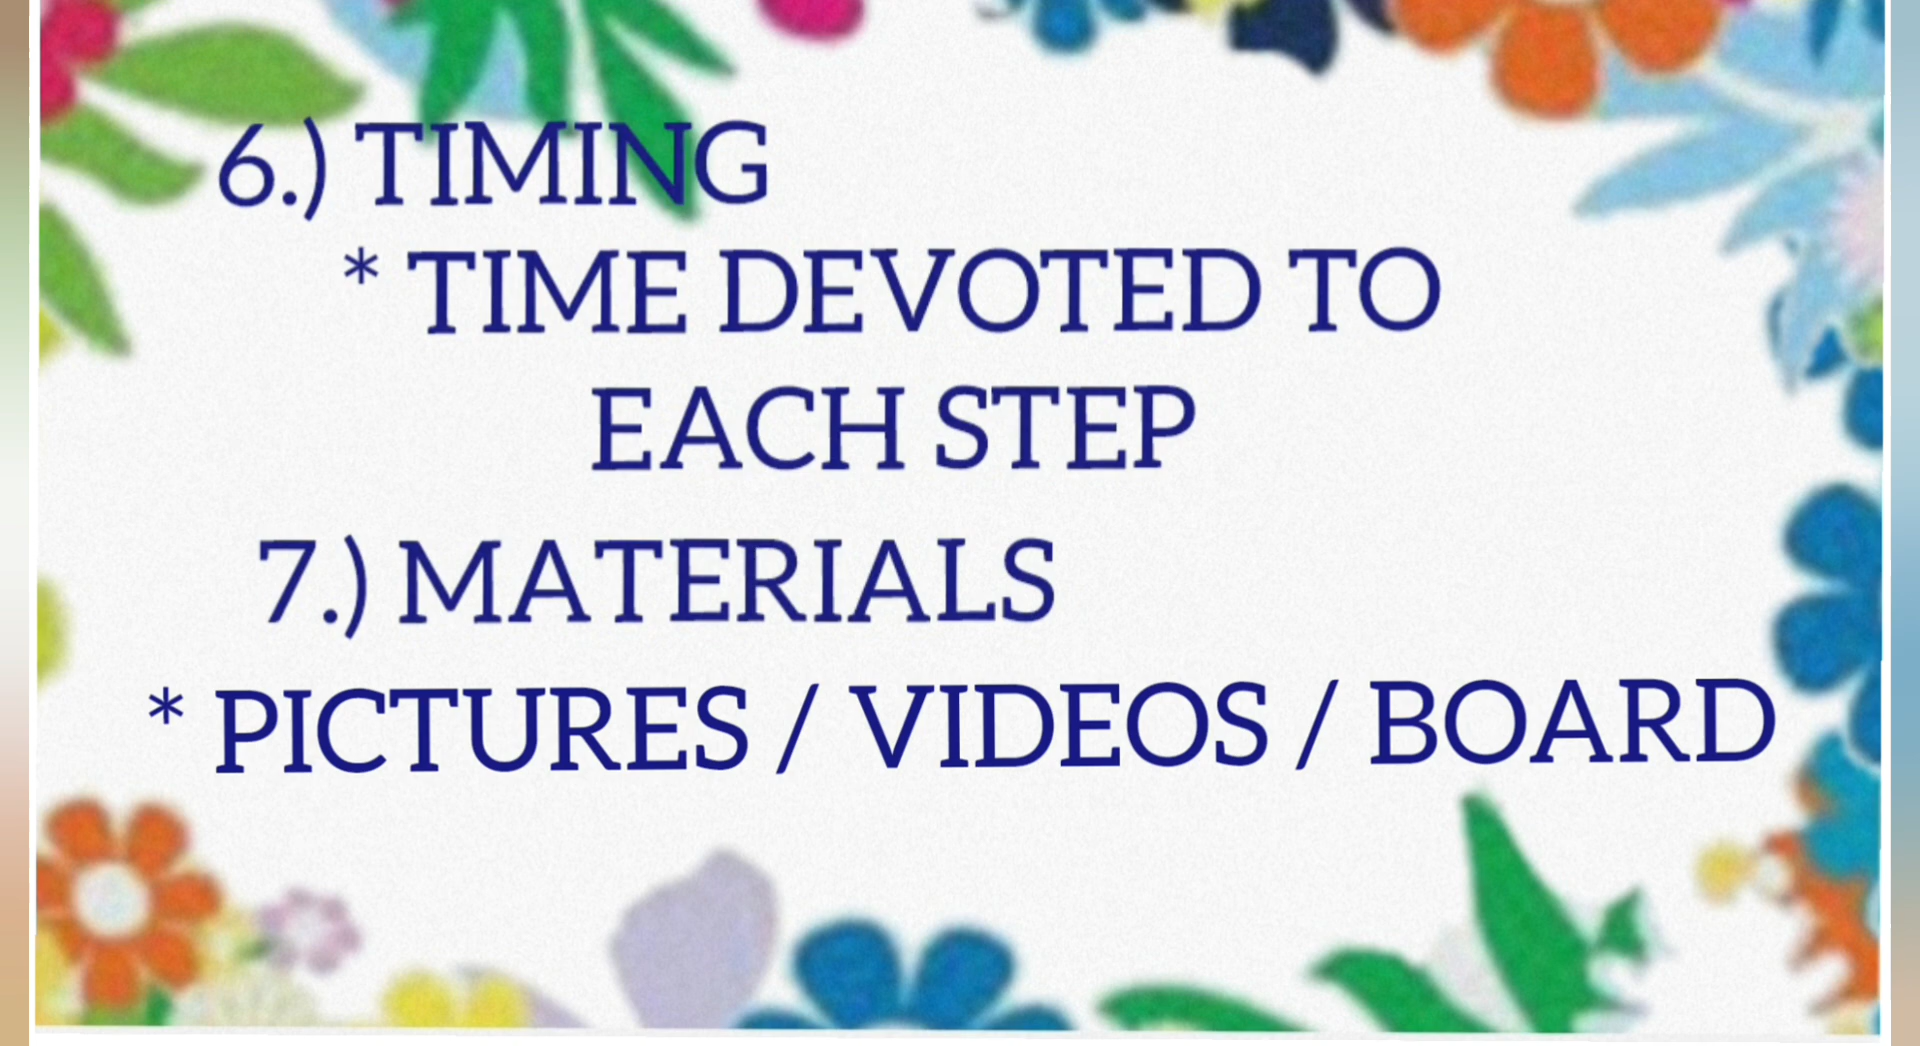 6.) TIMING
* TIME DEVOTED TO
EACH STEP
7.) MATERIALS
* PICTURES / VIDEOS / BOARD